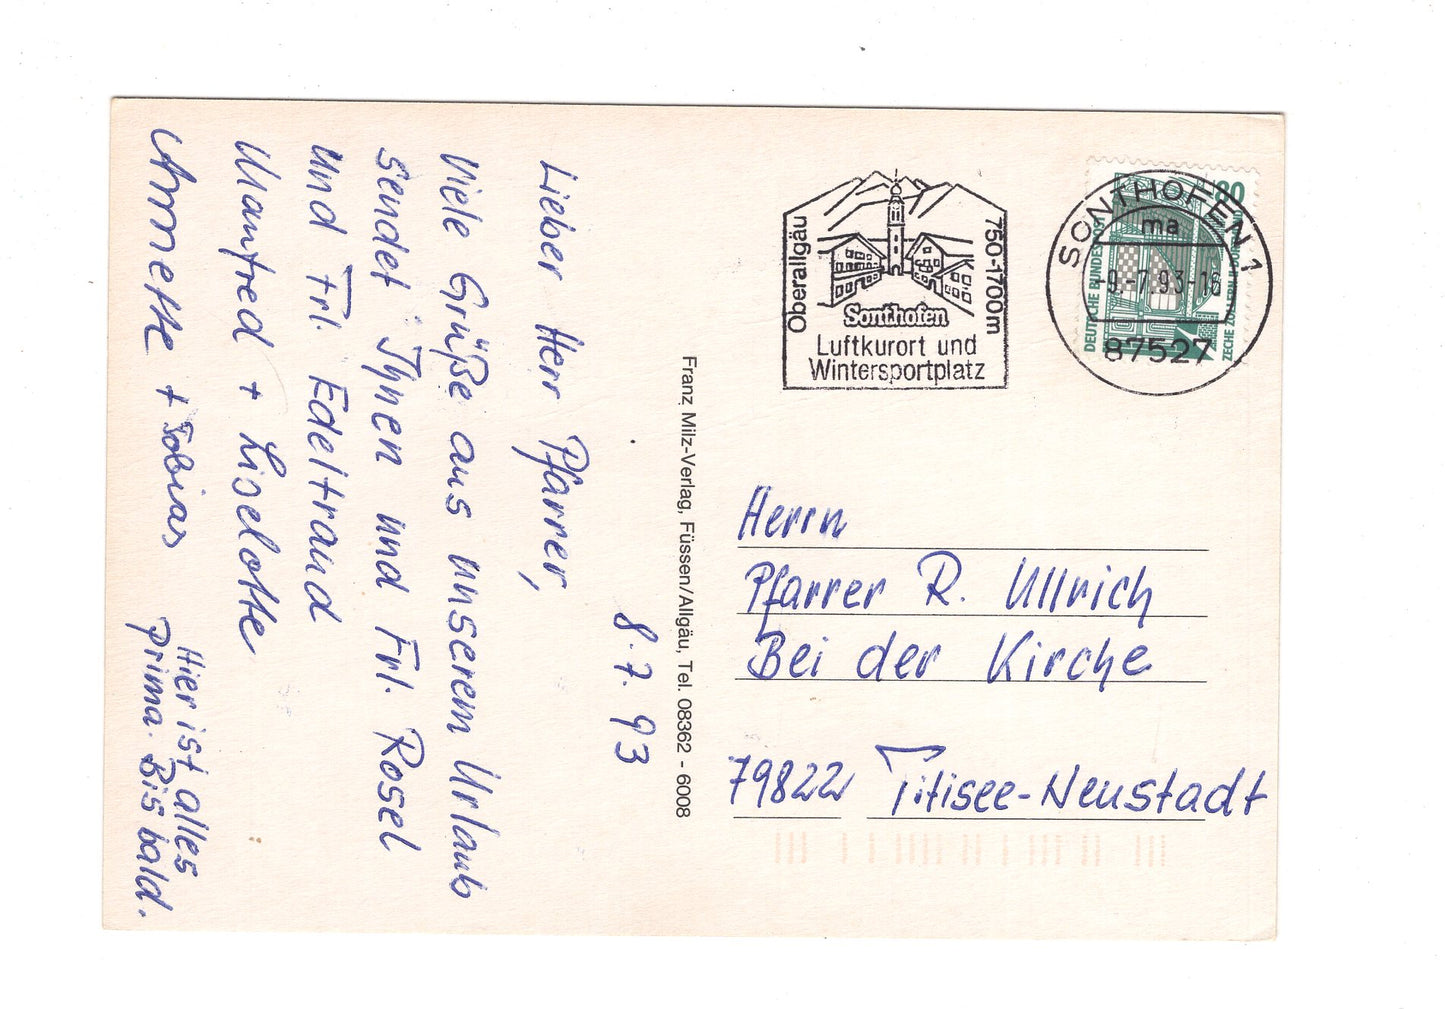 8.7.93
Lieber Herr Pfarrer,
Viele Grüße aus unserem Urlaub
sendet Ihnen und Frl. Rosel
und Frl. Edeltraud
Manfred + Liselotte
Annette + Tobias
Hier ist alles
prima. Bis bald.
Franz Milz-Verlag, Füssen/Allgäu, Tel. 08362 - 6008
Oberallgäu
750-1700m
Sonthofen
Luftkurort und
Wintersportplatz
SONTHOFEN 1
ma
-9.-7.93-16
87527
80
DEUTSCHE BUNDESPOST
ZECHE ZOLLERN II
Herrn
Pfarrer R. Ullrich
Bei der Kirche
79822 Titisee-Neustadt